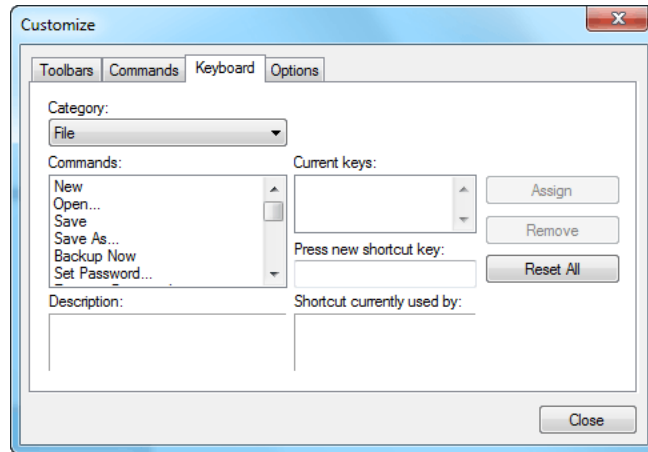 Customize
Toolbars Commands Keyboard Options
Category:
File
Commands:
New
Open...
Save
Save As...
Backup Now
Set Password...
Current keys:
Assign
Remove
Press new shortcut key:
Reset All
Description:
Shortcut currently used by:
Close